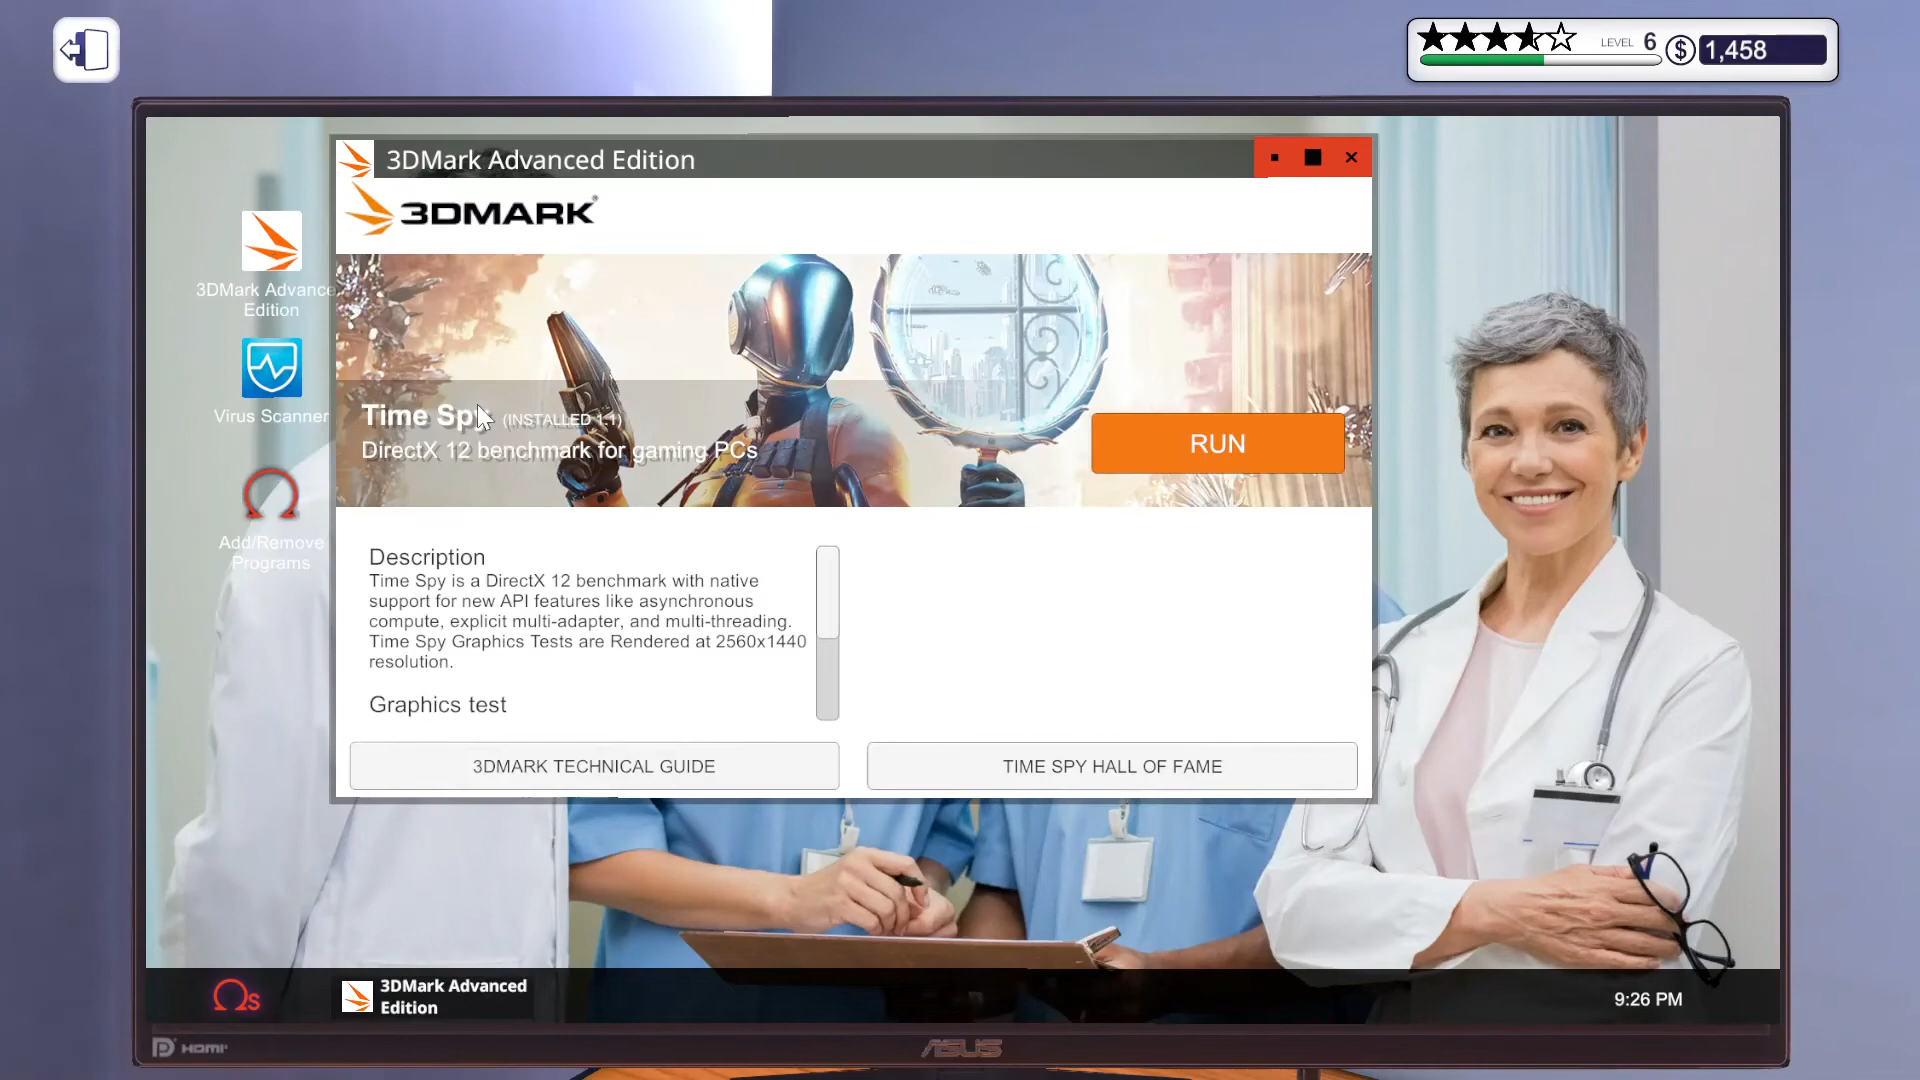 LEVEL 6
$ 1,458
3DMark Advanced Edition
3DMARK
3DMark Advance
Edition
Virus Scanner
Add/Remove
Programs
Time Spy (INSTALLED 1.1)
DirectX 12 benchmark for gaming PCs
RUN
Description
Time Spy is a DirectX 12 benchmark with native
support for new API features like asynchronous
compute, explicit multi-adapter, and multi-threading.
Time Spy Graphics Tests are Rendered at 2560x1440
resolution.
Graphics test
3DMARK TECHNICAL GUIDE
TIME SPY HALL OF FAME
Ωs
3DMark Advanced
Edition
9:26 PM
HDMI
ASUS